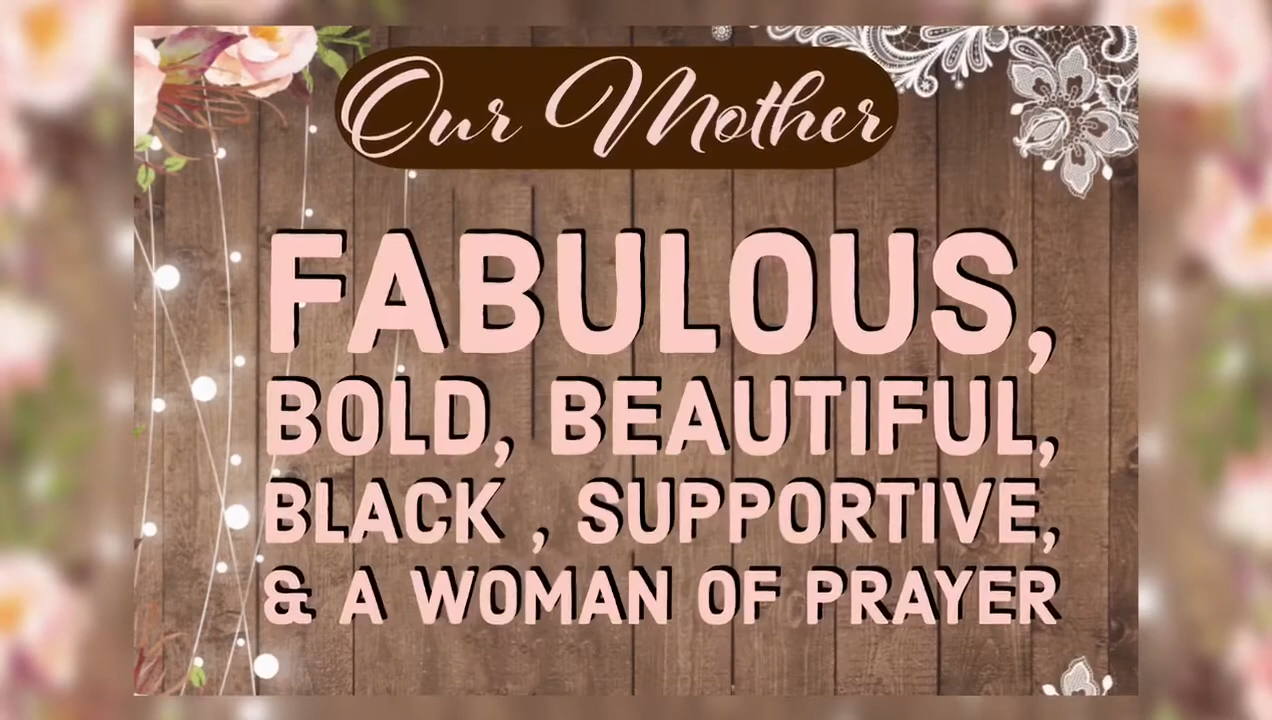 Our Mother
FABULOUS,
BOLD, BEAUTIFUL,
BLACK , SUPPORTIVE,
& A WOMAN OF PRAYER